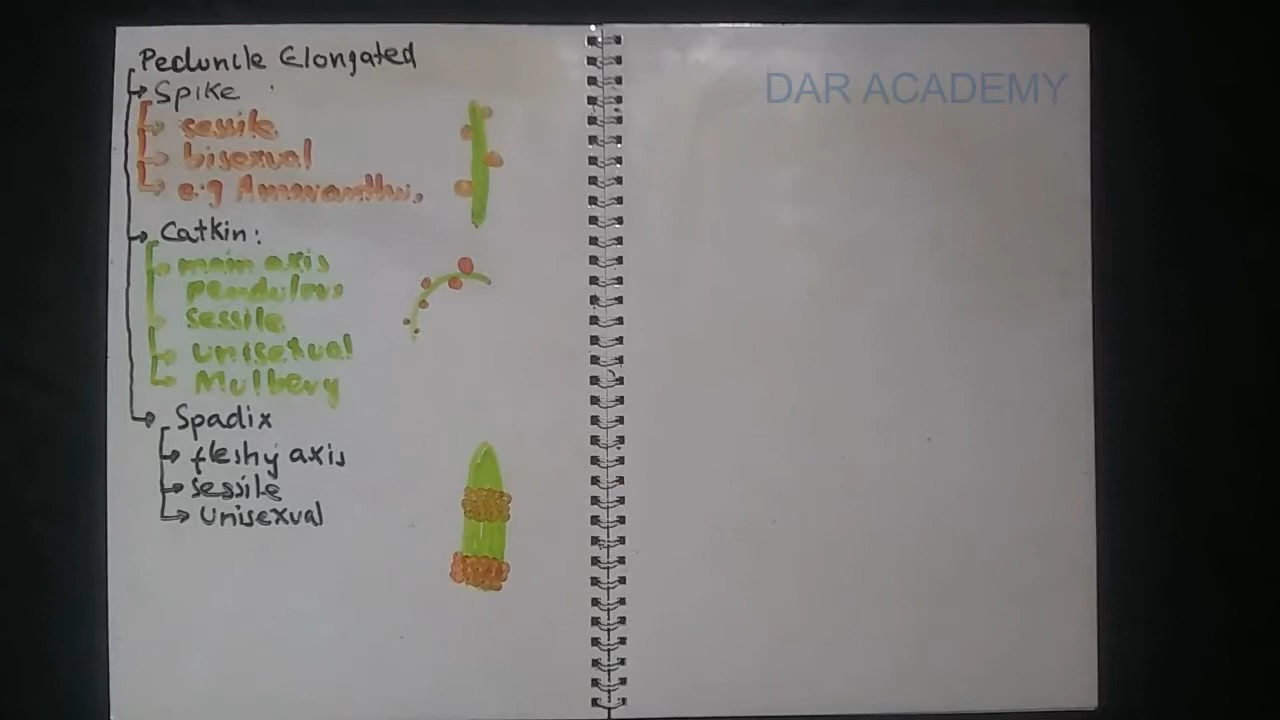 Peduncle Elongated
Spike
sessile
bisexual
e.g Amaranthus.
Catkin:
main axis
pendulous
sessile
unisexual
Mulbery
Spadix
fleshy axis
sessile
Unisexual
DAR ACADEMY